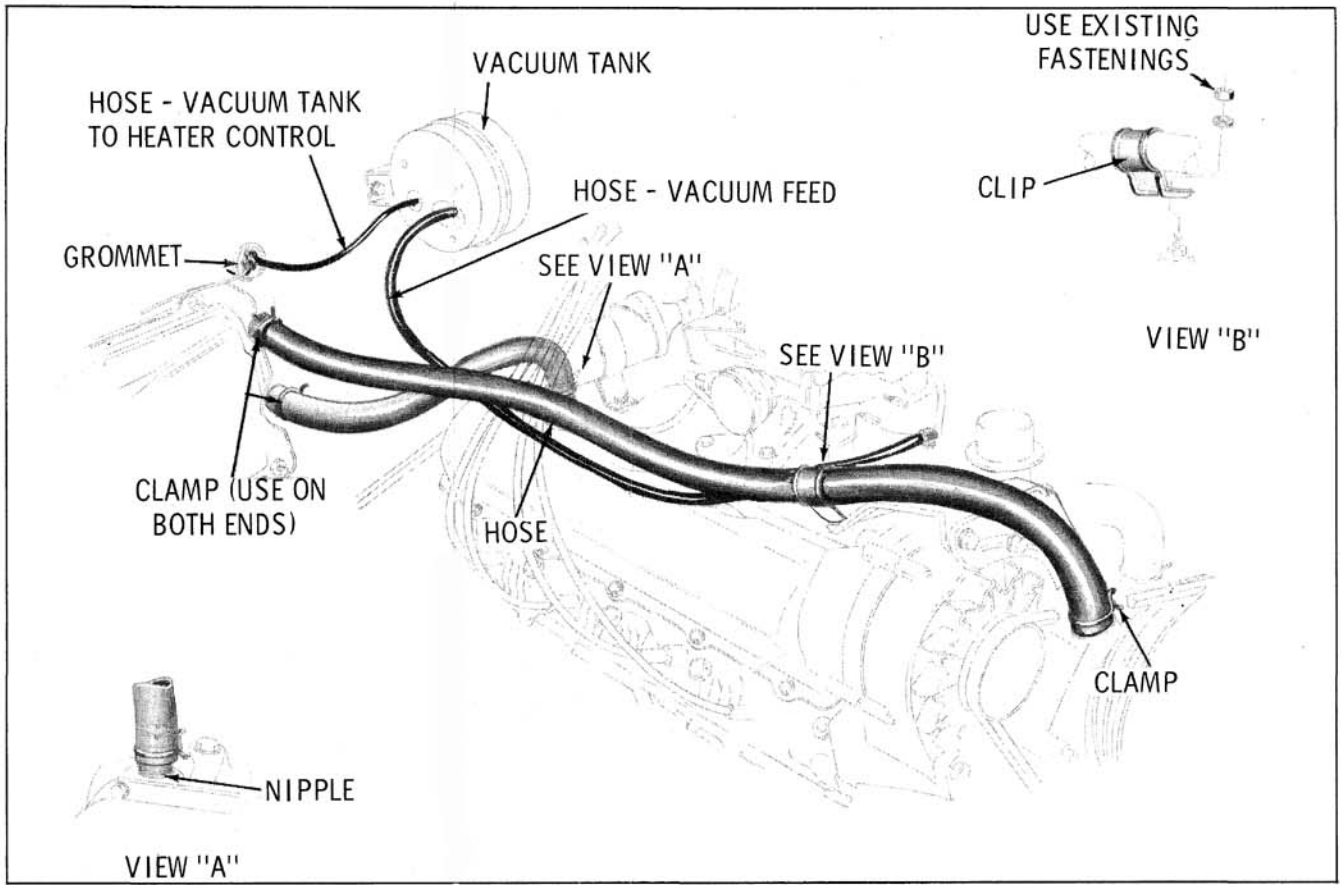 USE EXISTING
FASTENINGS
VACUUM TANK
HOSE - VACUUM TANK
TO HEATER CONTROL
CLIP
HOSE - VACUUM FEED
GROMMET
SEE VIEW "A"
VIEW "B"
SEE VIEW "B"
CLAMP (USE ON
BOTH ENDS)
HOSE
CLAMP
NIPPLE
VIEW "A"